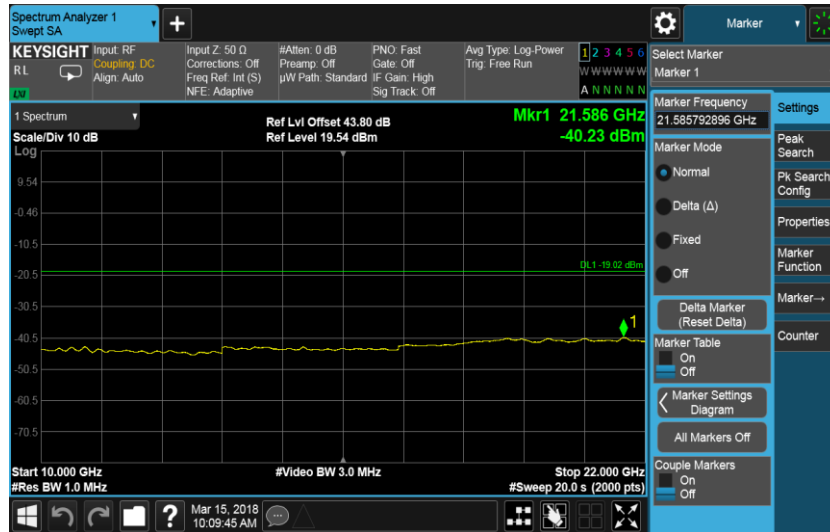 Spectrum Analyzer 1
Swept SA
Marker
KEYSIGHT
RL
LXI
Input: RF
Coupling: DC
Align: Auto
Input Z: 50 Ω
Corrections: Off
Freq Ref: Int (S)
NFE: Adaptive
#Atten: 0 dB
Preamp: Off
µW Path: Standard
PNO: Fast
Gate: Off
IF Gain: High
Sig Track: Off
Avg Type: Log-Power
Trig: Free Run
1 2 3 4 5 6
W W W W W W
A N N N N N
1 Spectrum
Scale/Div 10 dB
Log
Ref Lvl Offset 43.80 dB
Ref Level 19.54 dBm
Mkr1 21.586 GHz
-40.23 dBm
9.54
-0.46
-10.5
-20.5
-30.5
-40.5
-50.5
-60.5
-70.5
DL1 -19.02 dBm
1
Start 10.000 GHz
#Res BW 1.0 MHz
#Video BW 3.0 MHz
Stop 22.000 GHz
#Sweep 20.0 s (2000 pts)
Select Marker
Marker 1
Marker Frequency
21.585792896 GHz
Marker Mode
Normal
Delta (Δ)
Fixed
Off
Delta Marker
(Reset Delta)
Marker Table
On
Off
Marker Settings
Diagram
All Markers Off
Couple Markers
On
Off
Settings
Peak
Search
Pk Search
Config
Properties
Marker
Function
Marker→
Counter
?
Mar 15, 2018
10:09:45 AM